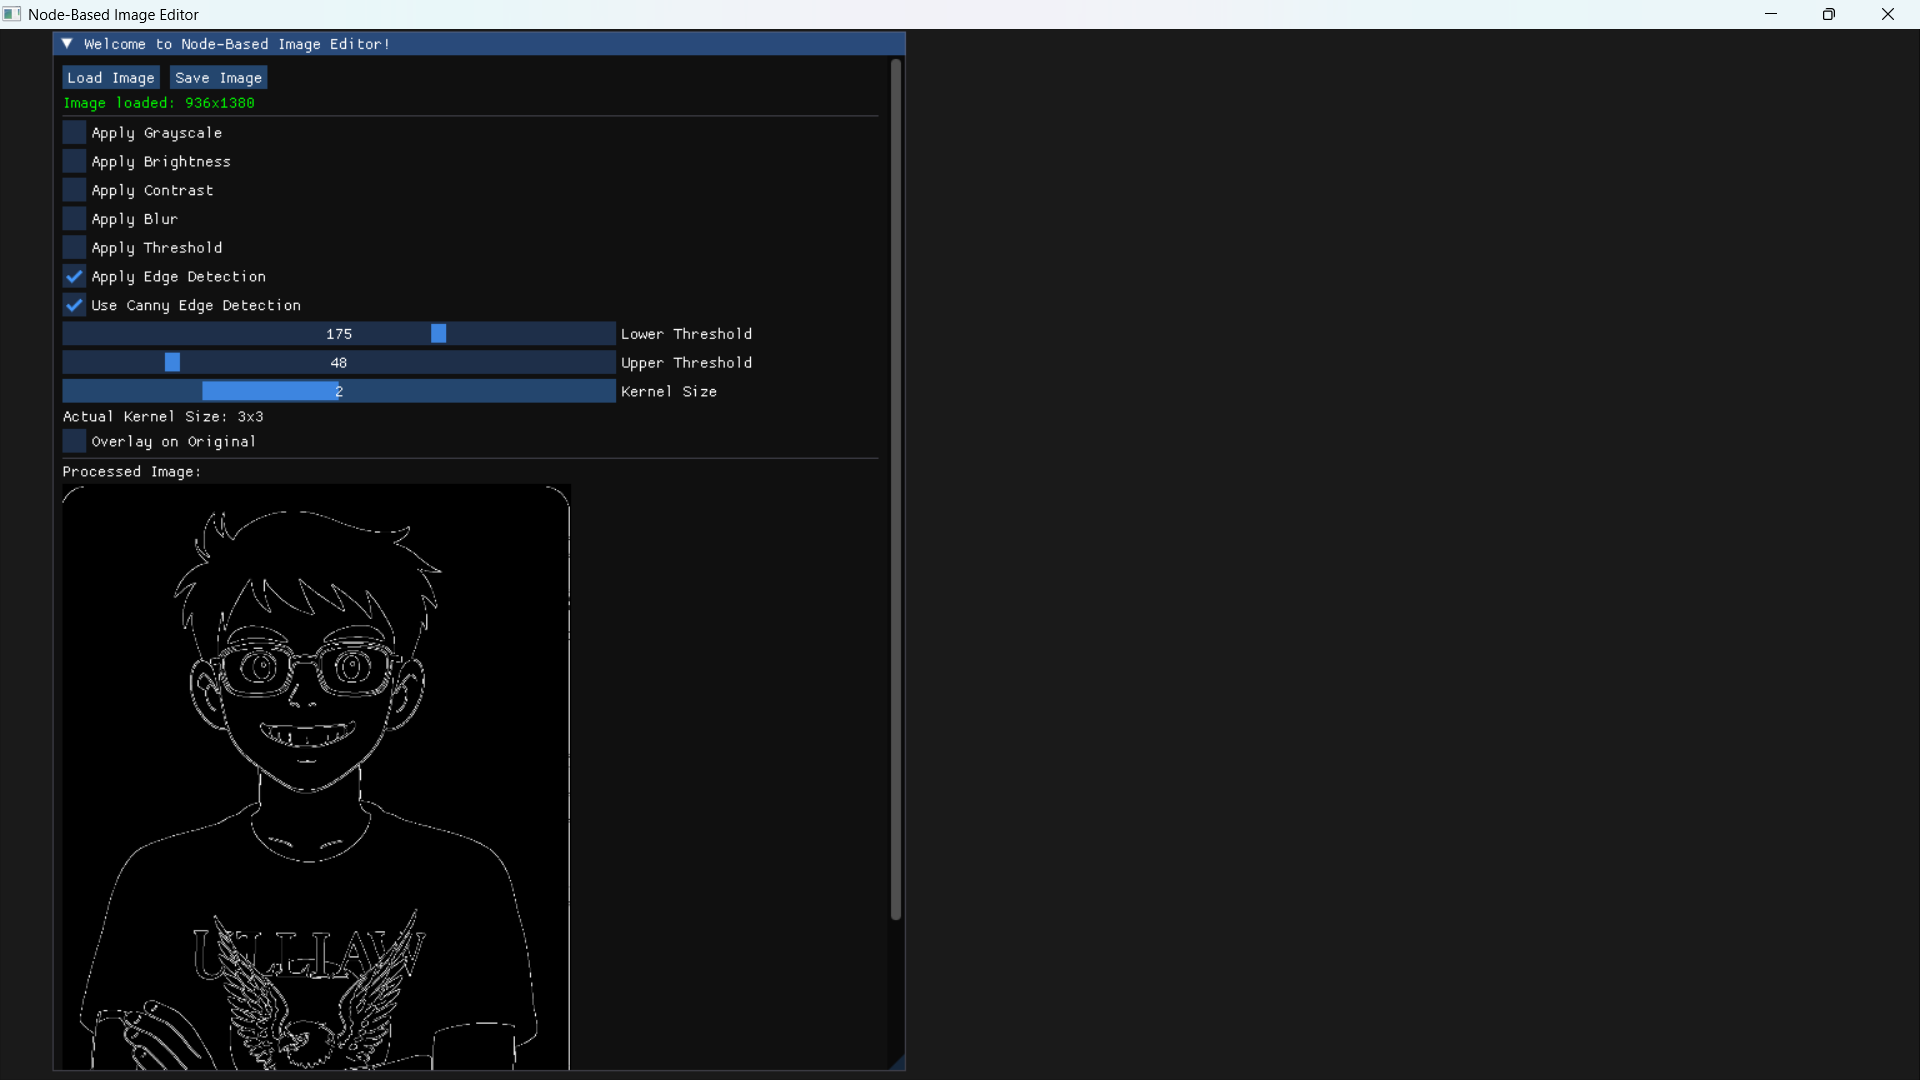 Node-Based Image Editor
Welcome to Node-Based Image Editor!
Load Image Save Image
Image loaded: 936x1380
Apply Grayscale
Apply Brightness
Apply Contrast
Apply Blur
Apply Threshold
Apply Edge Detection
Use Canny Edge Detection
175 Lower Threshold
48 Upper Threshold
2 Kernel Size
Actual Kernel Size: 3x3
Overlay on Original
Processed Image: